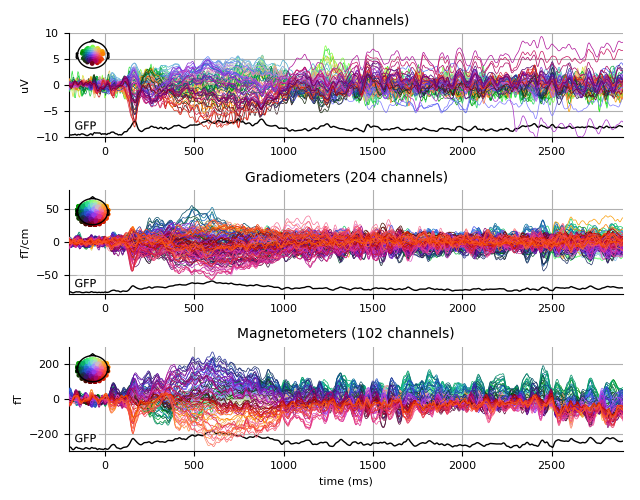 EEG (70 channels)
10
5
0
−5
−10
uV
GFP
0 500 1000 1500 2000 2500
Gradiometers (204 channels)
50
0
−50
fT/cm
GFP
0 500 1000 1500 2000 2500
Magnetometers (102 channels)
200
0
−200
fT
GFP
0 500 1000 1500 2000 2500
time (ms)